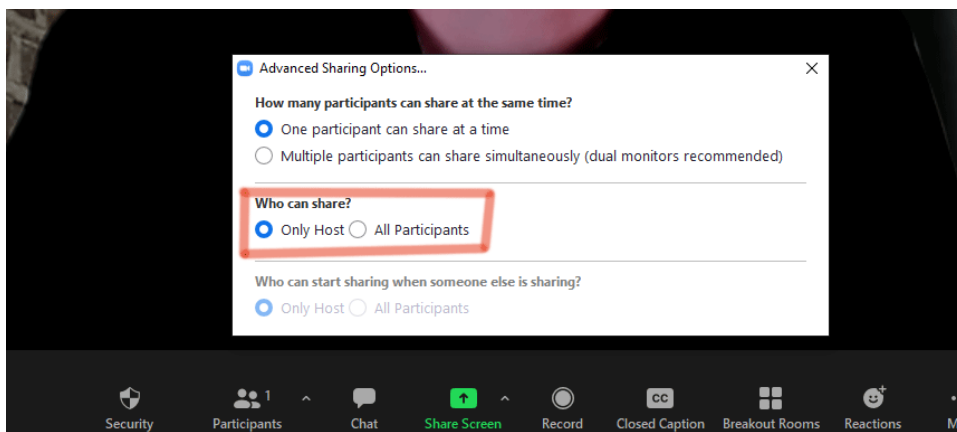 Advanced Sharing Options...
How many participants can share at the same time?
One participant can share at a time
Multiple participants can share simultaneously (dual monitors recommended)
Who can share?
Only Host All Participants
Who can start sharing when someone else is sharing?
Only Host All Participants
1
Security Participants Chat Share Screen Record CC Closed Caption Breakout Rooms Reactions